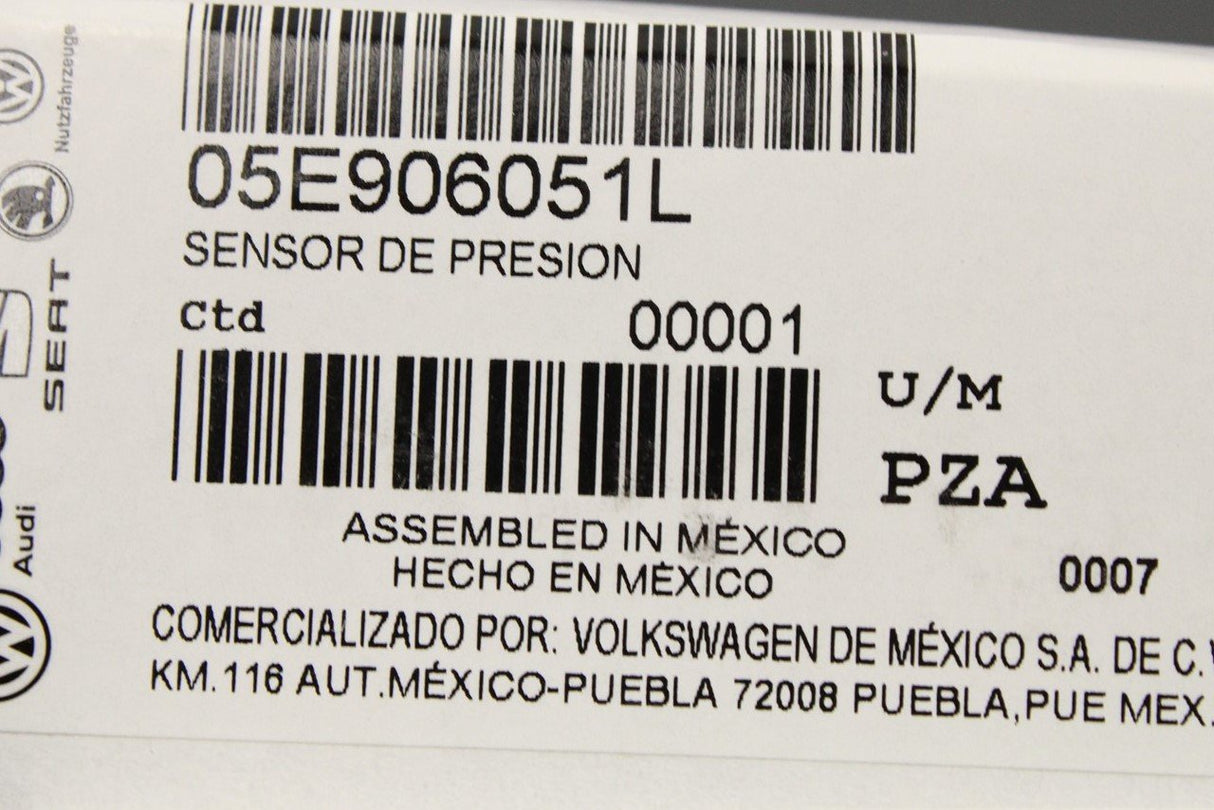 05E906051L
SENSOR DE PRESION
Ctd 00001
U/M
PZA
ASSEMBLED IN MÉXICO
HECHO EN MÉXICO
0007
COMERCIALIZADO POR: VOLKSWAGEN DE MÉXICO S.A. DE C.
KM.116 AUT.MÉXICO-PUEBLA 72008 PUEBLA,PUE MEX.
Nutzfahrzeuge
SEAT
Audi